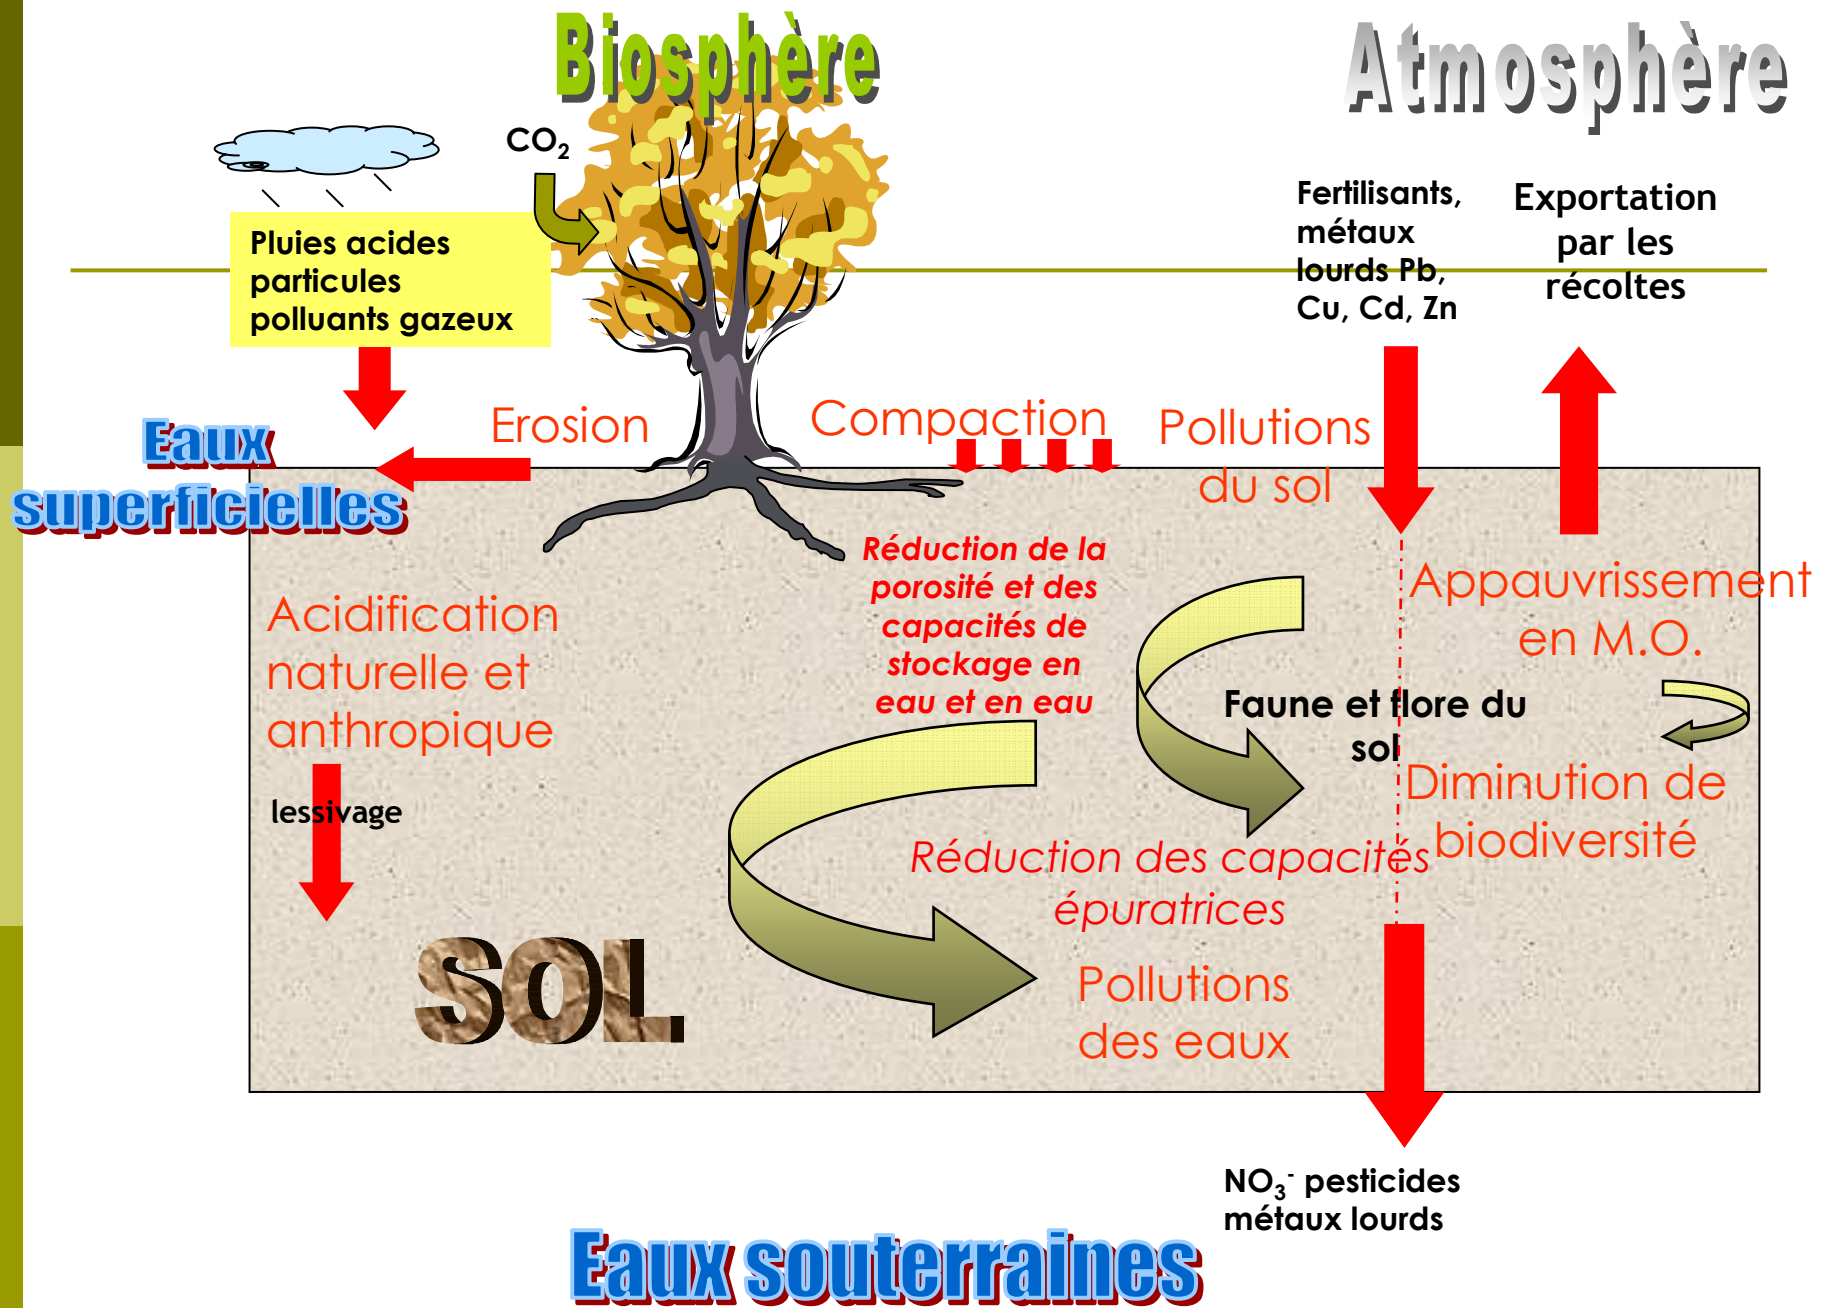 Biosphère
Atmosphère
CO₂
Pluies acides
particules
polluants gazeux
Fertilisants,
métaux
lourds Pb,
Cu, Cd, Zn
Exportation
par les
récoltes
Eaux
superficielles
Erosion
Compaction
Pollutions
du sol
Réduction de la
porosité et des
capacités de
stockage en
eau et en eau
Acidification
naturelle et
anthropique
lessivage
Appauvrissement
en M.O.
Faune et flore du
sol
Diminution de
biodiversité
Réduction des capacités
épuratrices
Pollutions
des eaux
SOL
NO₃⁻ pesticides
métaux lourds
Eaux souterraines